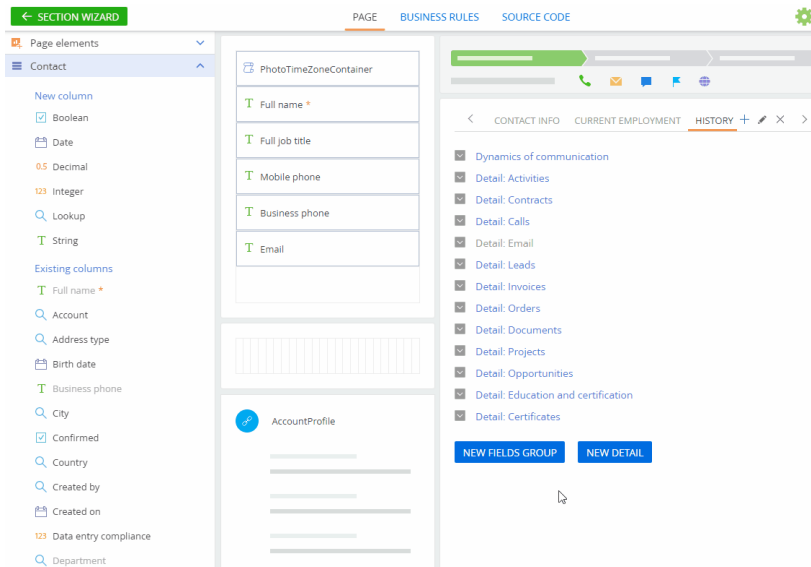 ← SECTION WIZARD
PAGE BUSINESS RULES SOURCE CODE
Page elements
Contact
New column
Boolean
Date
0.5 Decimal
123 Integer
Lookup
T String
Existing columns
T Full name *
Account
Address type
Birth date
T Business phone
City
Confirmed
Country
Created by
Created on
123 Data entry compliance
Department
PhotoTimeZoneContainer
T Full name *
T Full job title
T Mobile phone
T Business phone
T Email
AccountProfile
CONTACT INFO CURRENT EMPLOYMENT HISTORY
Dynamics of communication
Detail: Activities
Detail: Contracts
Detail: Calls
Detail: Email
Detail: Leads
Detail: Invoices
Detail: Orders
Detail: Documents
Detail: Projects
Detail: Opportunities
Detail: Education and certification
Detail: Certificates
NEW FIELDS GROUP NEW DETAIL